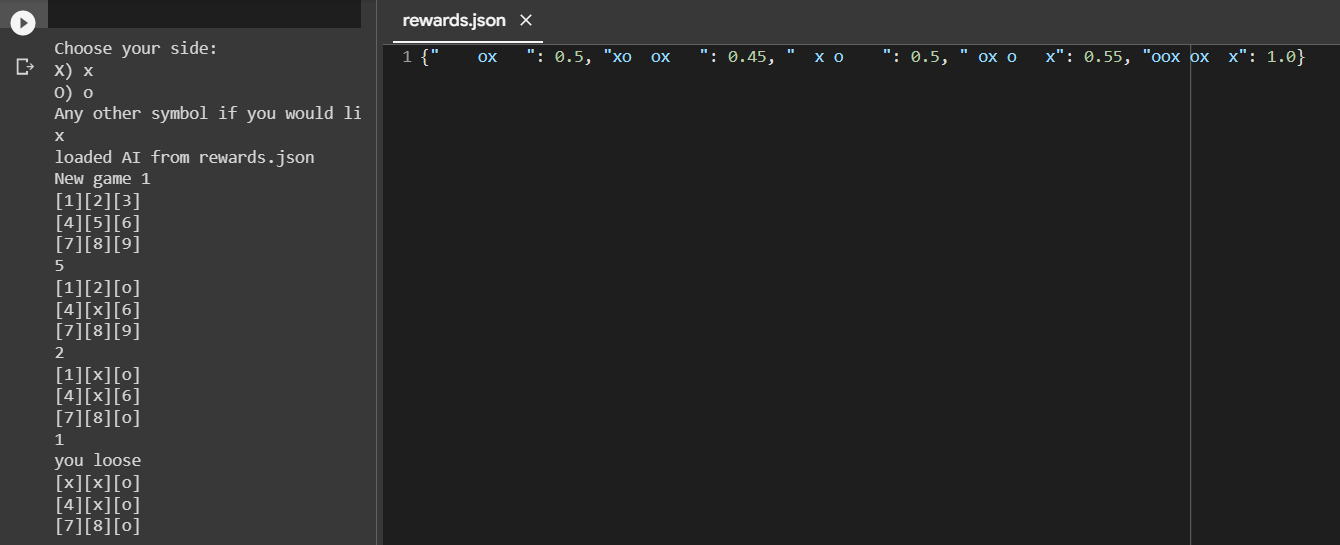 Choose your side:
X) x
O) o
Any other symbol if you would li
x
loaded AI from rewards.json
New game 1
[1][2][3]
[4][5][6]
[7][8][9]
5
[1][2][o]
[4][x][6]
[7][8][9]
2
[1][x][o]
[4][x][6]
[7][8][o]
1
you loose
[x][x][o]
[4][x][o]
[7][8][o]
rewards.json ×
1 {"    ox   ": 0.5, "xo  ox   ": 0.45, "  x o    ": 0.5, " ox o   x": 0.55, "oox ox  x": 1.0}